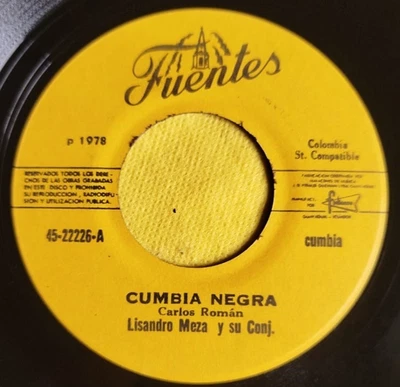 Fuentes
p 1978
Colombia
St. Compatible
RESERVADOS TODOS LOS DERE-
CHOS DE LAS OBRAS GRABADAS
EN ESTE DISCO Y PROHIBIDA
SU REPRODUCCION, RADIODIFU-
SION Y UTILIZACION PUBLICA.
45-22226-A
cumbia
CUMBIA NEGRA
Carlos Román
Lisandro Meza y su Conj.